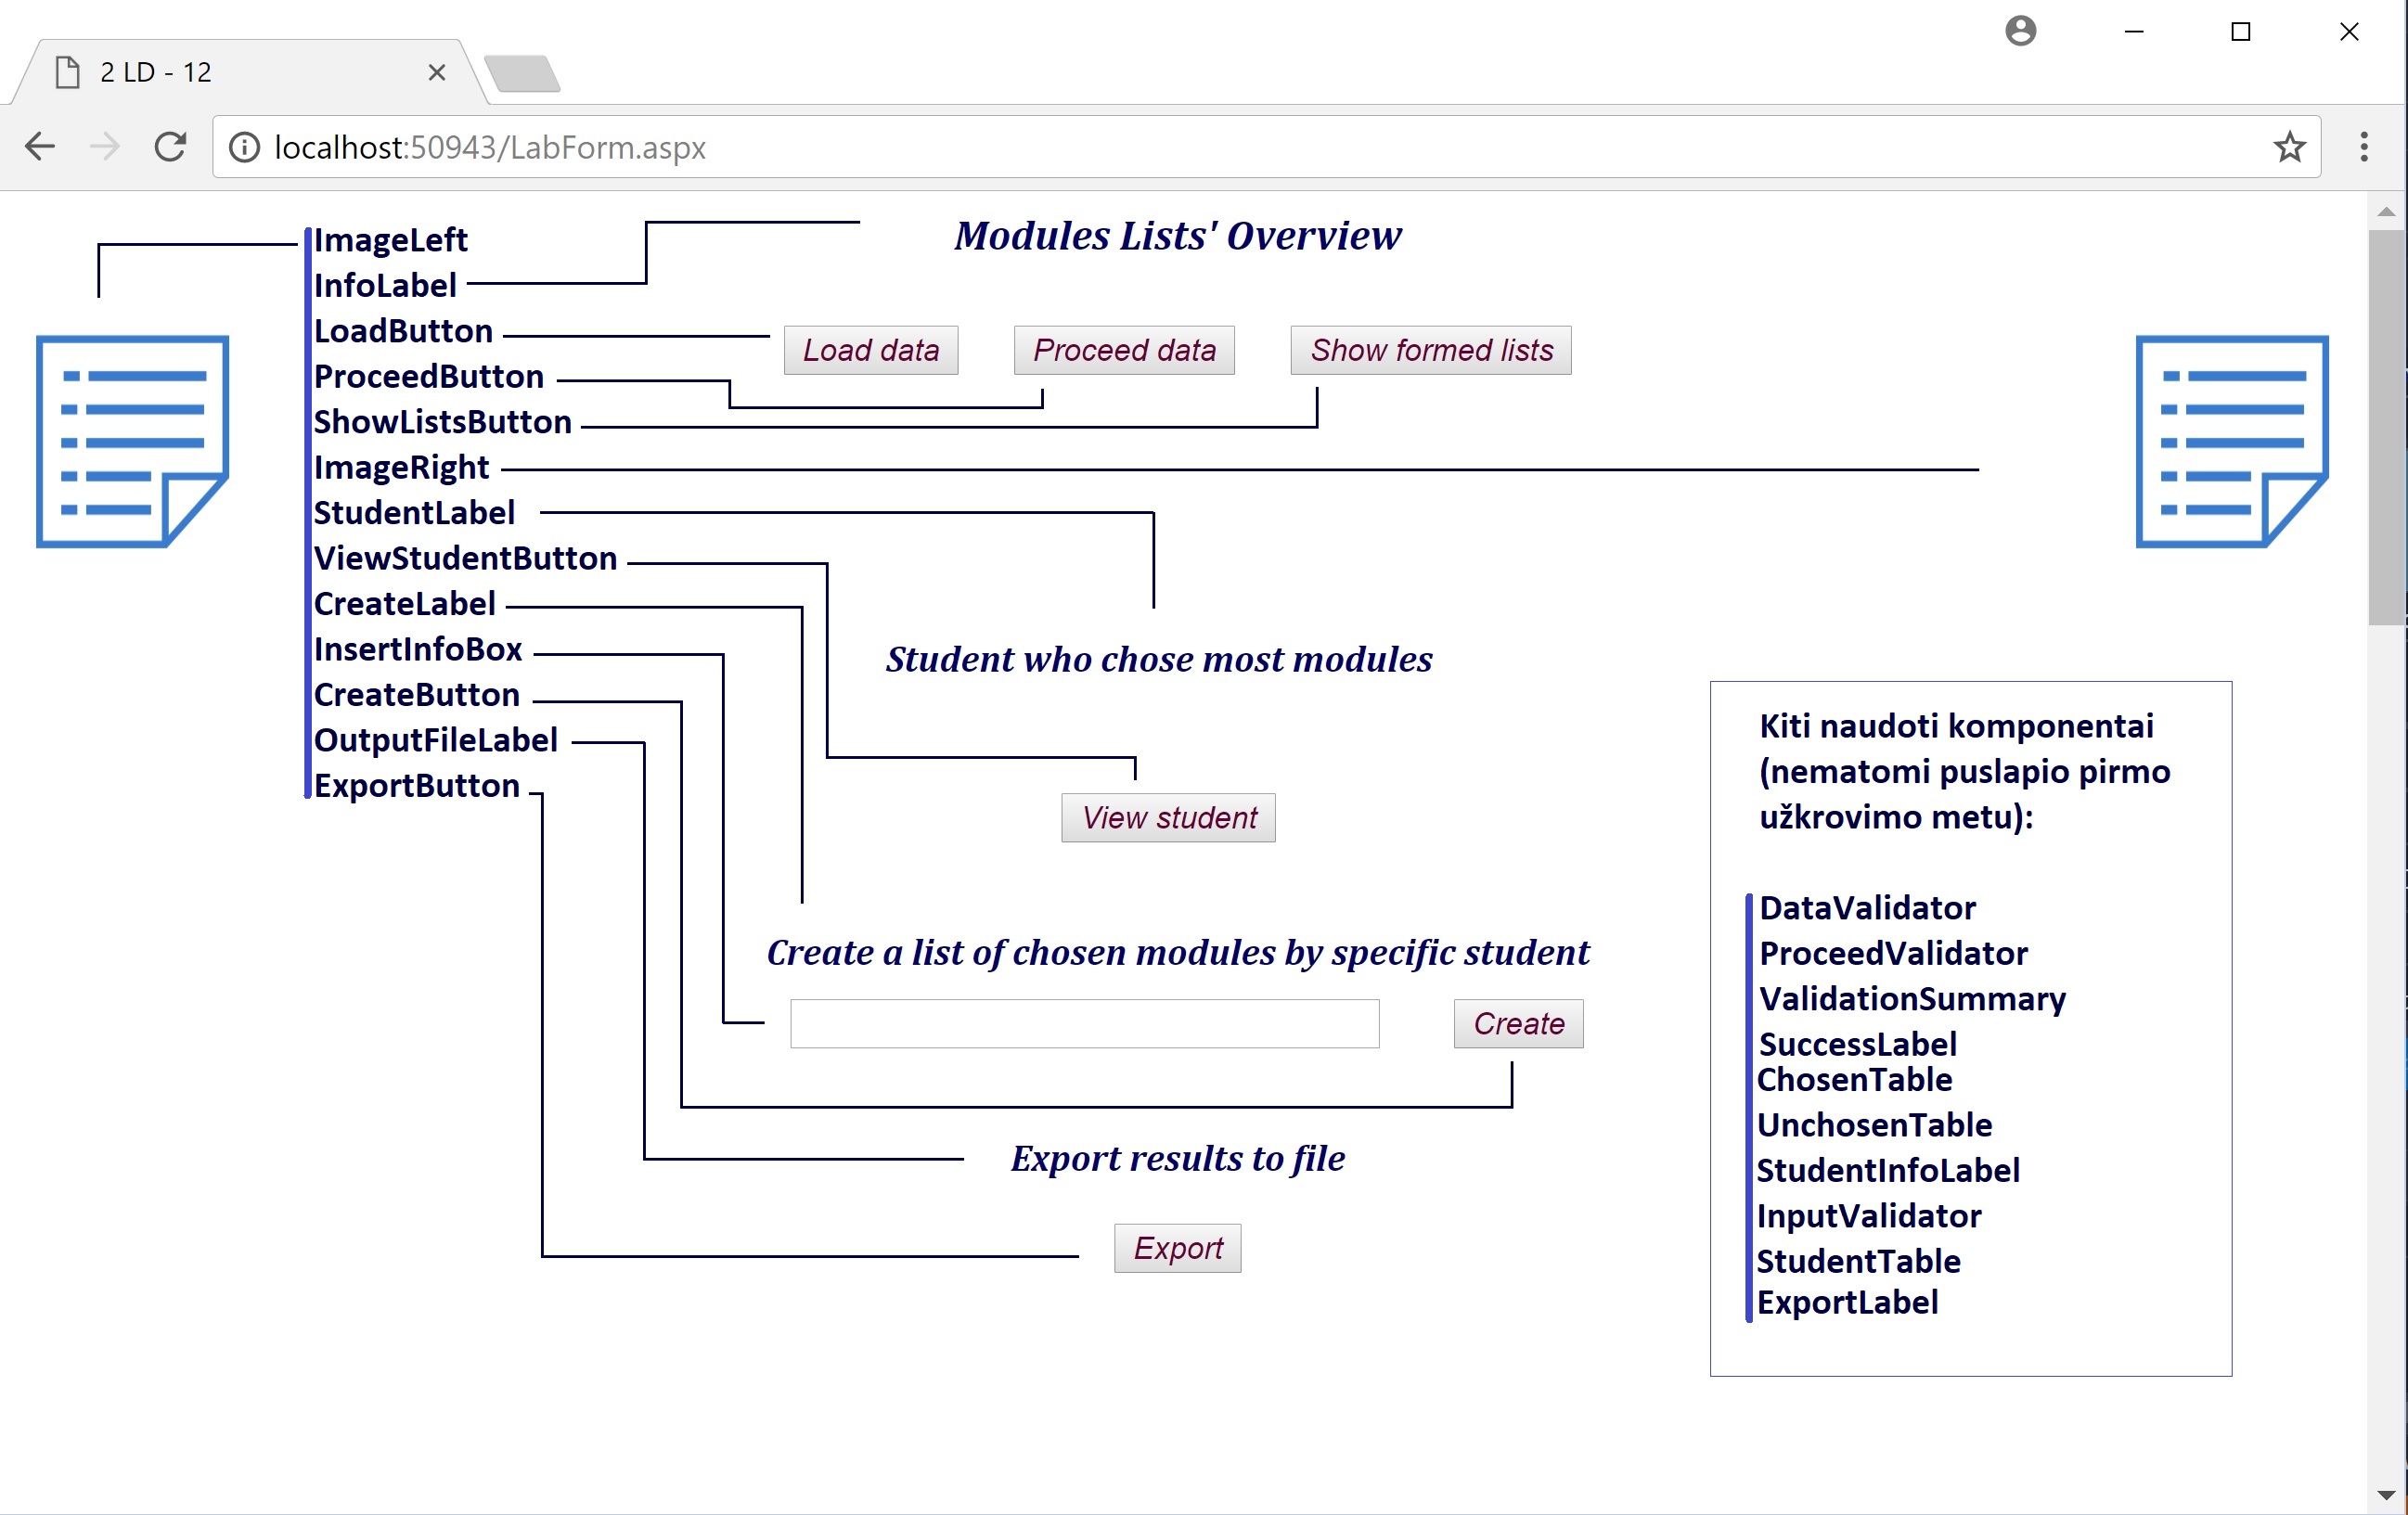 2 LD - 12
localhost:50943/LabForm.aspx
Modules Lists' Overview
ImageLeft
InfoLabel
LoadButton
ProceedButton
ShowListsButton
ImageRight
StudentLabel
ViewStudentButton
CreateLabel
InsertInfoBox
CreateButton
OutputFileLabel
ExportButton
Load data
Proceed data
Show formed lists
Student who chose most modules
View student
Create a list of chosen modules by specific student
Create
Export results to file
Export
Kiti naudoti komponentai
(nematomi puslapio pirmo
užkrovimo metu):
DataValidator
ProceedValidator
ValidationSummary
SuccessLabel
ChosenTable
UnchosenTable
StudentInfoLabel
InputValidator
StudentTable
ExportLabel